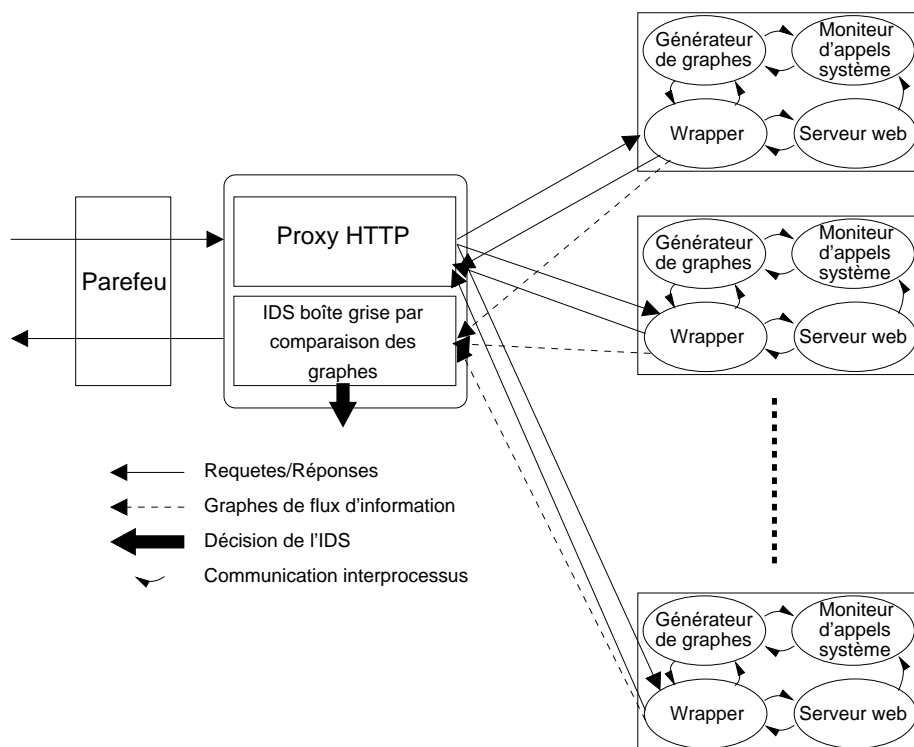 Générateur
de graphes
Moniteur
d'appels
système
Wrapper
Serveur web
Parefeu
Proxy HTTP
IDS boîte grise par
comparaison des
graphes
Générateur
de graphes
Moniteur
d'appels
système
Wrapper
Serveur web
Requetes/Réponses
Graphes de flux d'information
Décision de l'IDS
Communication interprocessus
Générateur
de graphes
Moniteur
d'appels
système
Wrapper
Serveur web